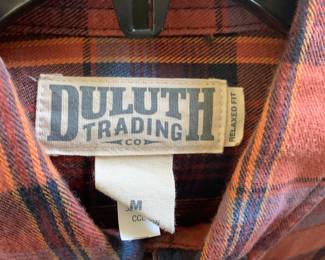 DULUTH
TRADING
CO
RELAXED FIT
M